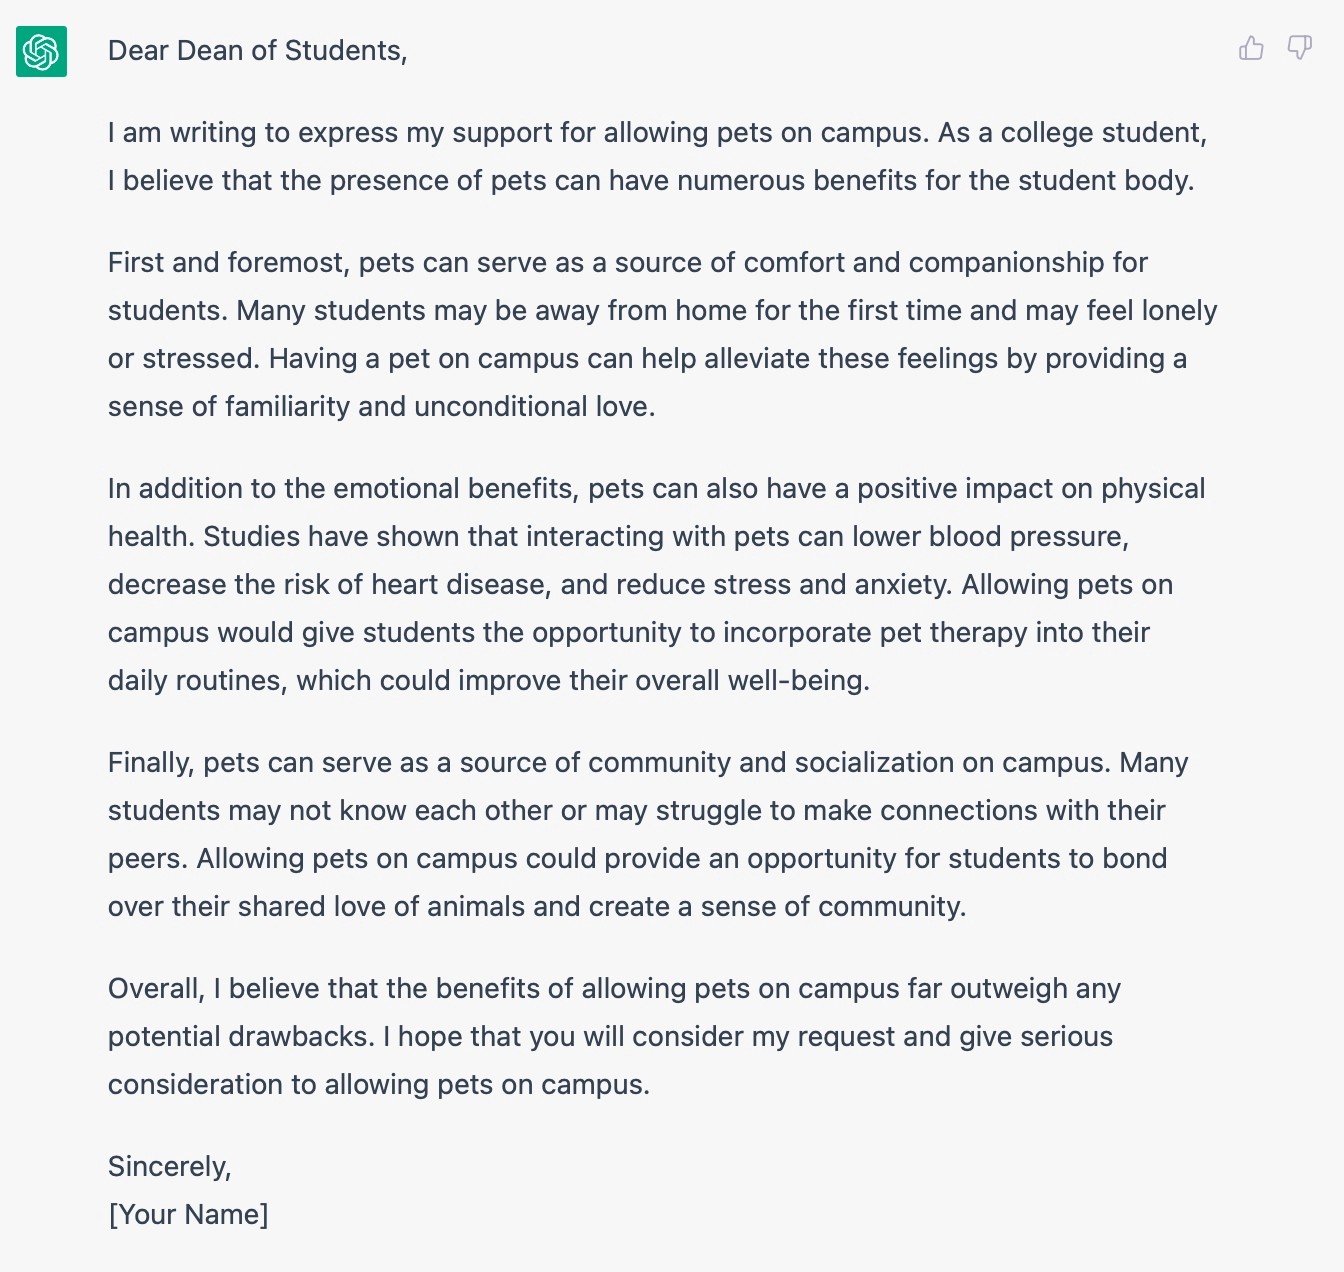 Dear Dean of Students,
I am writing to express my support for allowing pets on campus. As a college student,
I believe that the presence of pets can have numerous benefits for the student body.
First and foremost, pets can serve as a source of comfort and companionship for
students. Many students may be away from home for the first time and may feel lonely
or stressed. Having a pet on campus can help alleviate these feelings by providing a
sense of familiarity and unconditional love.
In addition to the emotional benefits, pets can also have a positive impact on physical
health. Studies have shown that interacting with pets can lower blood pressure,
decrease the risk of heart disease, and reduce stress and anxiety. Allowing pets on
campus would give students the opportunity to incorporate pet therapy into their
daily routines, which could improve their overall well-being.
Finally, pets can serve as a source of community and socialization on campus. Many
students may not know each other or may struggle to make connections with their
peers. Allowing pets on campus could provide an opportunity for students to bond
over their shared love of animals and create a sense of community.
Overall, I believe that the benefits of allowing pets on campus far outweigh any
potential drawbacks. I hope that you will consider my request and give serious
consideration to allowing pets on campus.
Sincerely,
[Your Name]